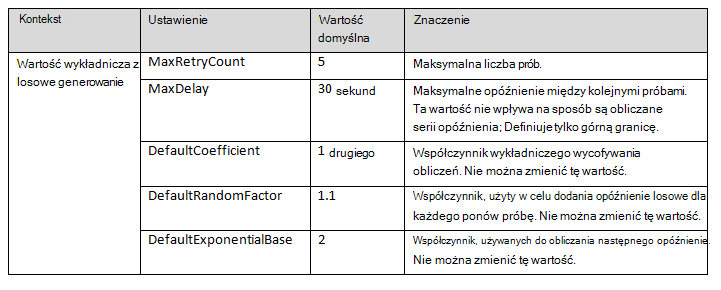 Kontekst Ustawienie Wartość Znaczenie
domyślna
Wartość wykładnicza z MaxRetryCount 5 Maksymalna liczba prób.
losowe generowanie
MaxDelay 30 sekund Maksymalne opóźnienie między kolejnymi próbami.
Ta wartość nie wpływa na sposób są obliczane
serii opóźnienia; Definiuje tylko górną granicę.
DefaultCoefficient 1 drugiego Współczynnik wykładniczego wycofywania
obliczeń. Nie można zmienić tę wartość.
DefaultRandomFactor 1.1 Współczynnik, użyty w celu dodania opóźnienie losowe dla
każdego ponów próbę. Nie można zmienić tę wartość.
DefaultExponentialBase 2 Współczynnik, używanych do obliczania następnego opóźnienie.
Nie można zmienić tę wartość.